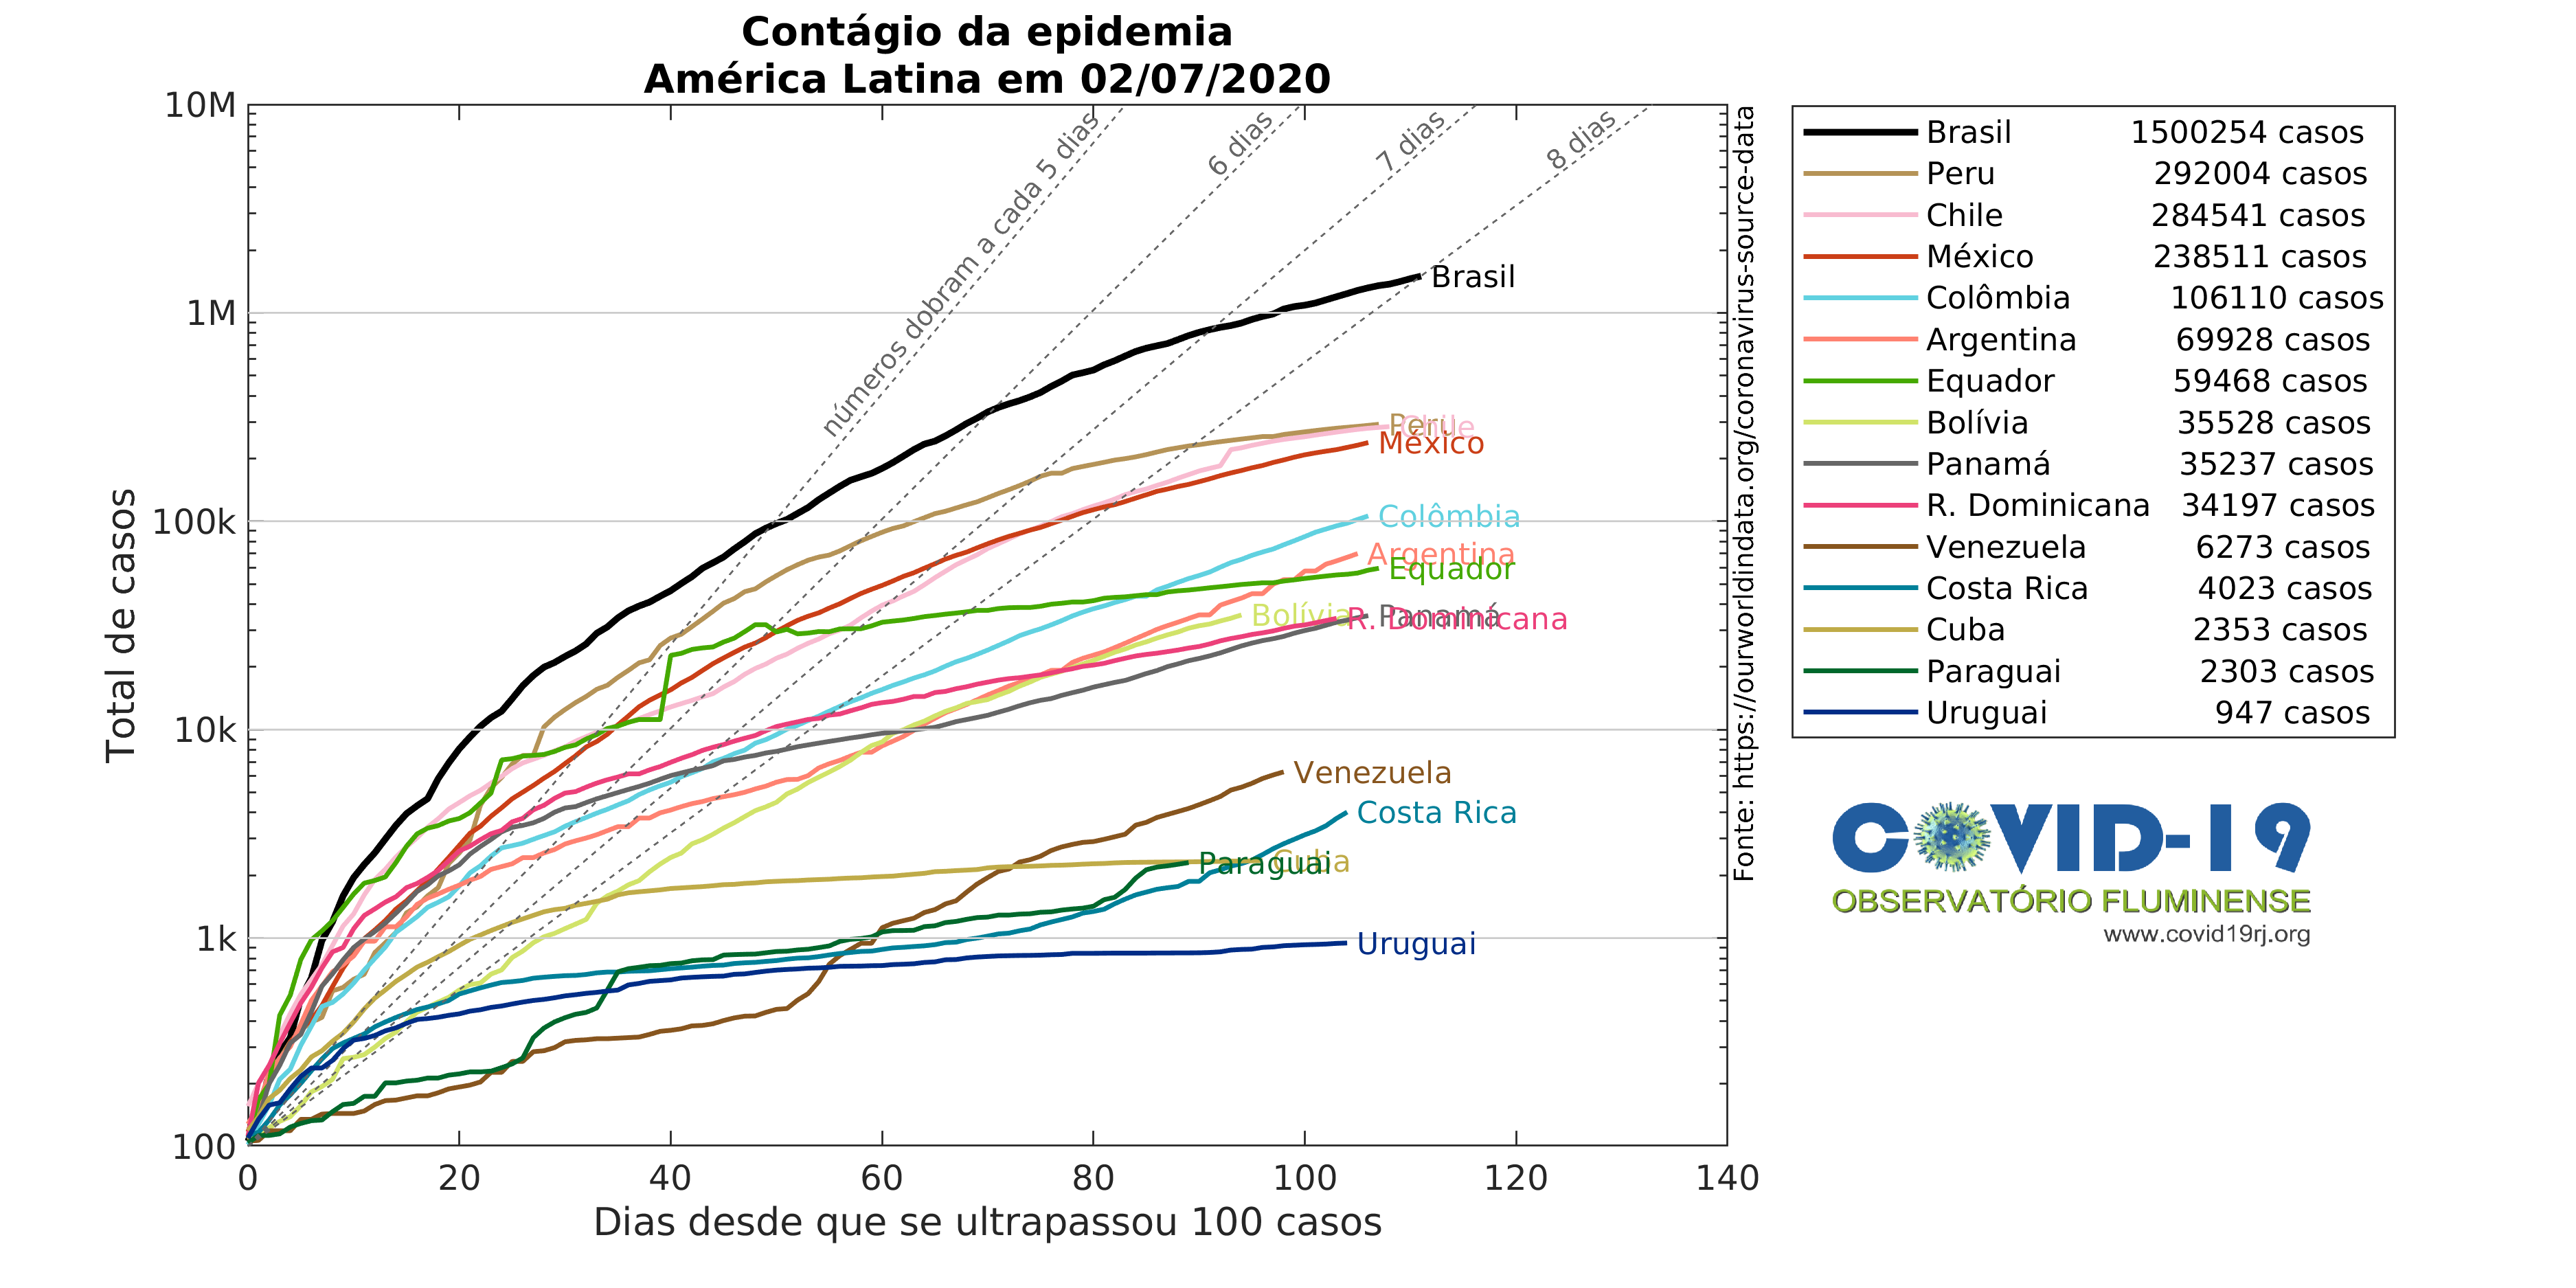 Contágio da epidemia
América Latina em 02/07/2020
Total de casos
10M
1M
100k
10k
1k
100
0 20 40 60 80 100 120 140
Dias desde que se ultrapassou 100 casos
números dobram a cada 5 dias
6 dias
7 dias
8 dias
Brasil
Peru
Chile
México
Colômbia
Argentina
Equador
Bolívia
R. Dominicana
Panamá
Venezuela
Costa Rica
Paraguai
Cuba
Uruguai
Fonte: https://ourworldindata.org/coronavirus-source-data
Brasil 1500254 casos
Peru 292004 casos
Chile 284541 casos
México 238511 casos
Colômbia 106110 casos
Argentina 69928 casos
Equador 59468 casos
Bolívia 35528 casos
Panamá 35237 casos
R. Dominicana 34197 casos
Venezuela 6273 casos
Costa Rica 4023 casos
Cuba 2353 casos
Paraguai 2303 casos
Uruguai 947 casos
COVID-19
OBSERVATÓRIO FLUMINENSE
www.covid19rj.org